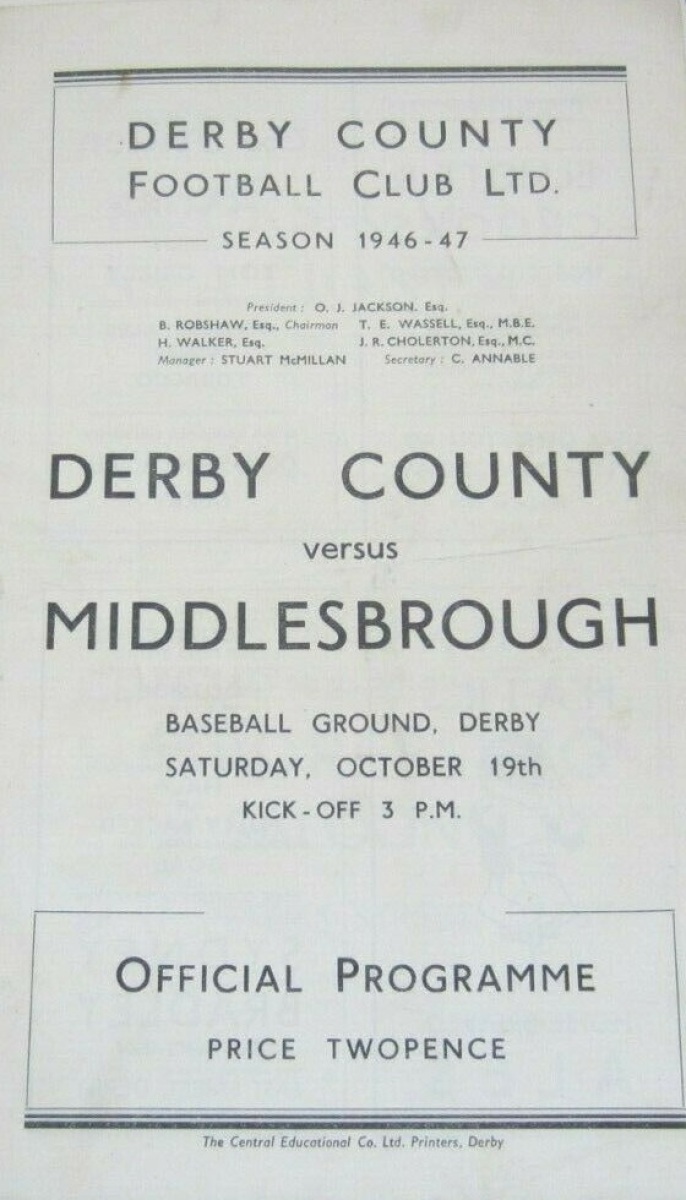 DERBY COUNTY
FOOTBALL CLUB LTD.
SEASON 1946-47
President : O. J. JACKSON. Esq.
B. ROBSHAW, Esq., Chairman T. E. WASSELL, Esq., M.B.E.
H. WALKER, Esq. J. R. CHOLERTON, Esq., M.C.
Manager : STUART McMILLAN Secretary : C. ANNABLE
DERBY COUNTY
versus
MIDDLESBROUGH
BASEBALL GROUND, DERBY
SATURDAY, OCTOBER 19th
KICK-OFF 3 P.M.
OFFICIAL PROGRAMME
PRICE TWOPENCE
The Central Educational Co. Ltd. Printers, Derby